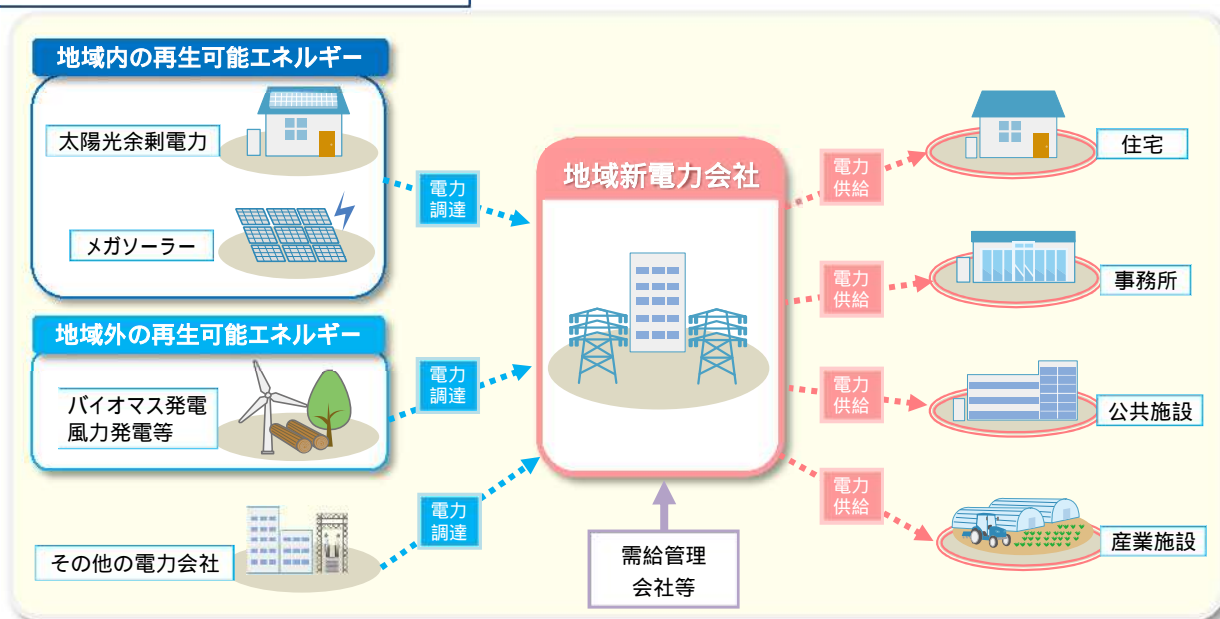 地域内の再生可能エネルギー
太陽光余剰電力
メガソーラー
電力
調達
地域外の再生可能エネルギー
バイオマス発電
風力発電等
電力
調達
その他の電力会社
電力
調達
地域新電力会社
需給管理
会社等
電力
供給
住宅
電力
供給
事務所
電力
供給
公共施設
電力
供給
産業施設